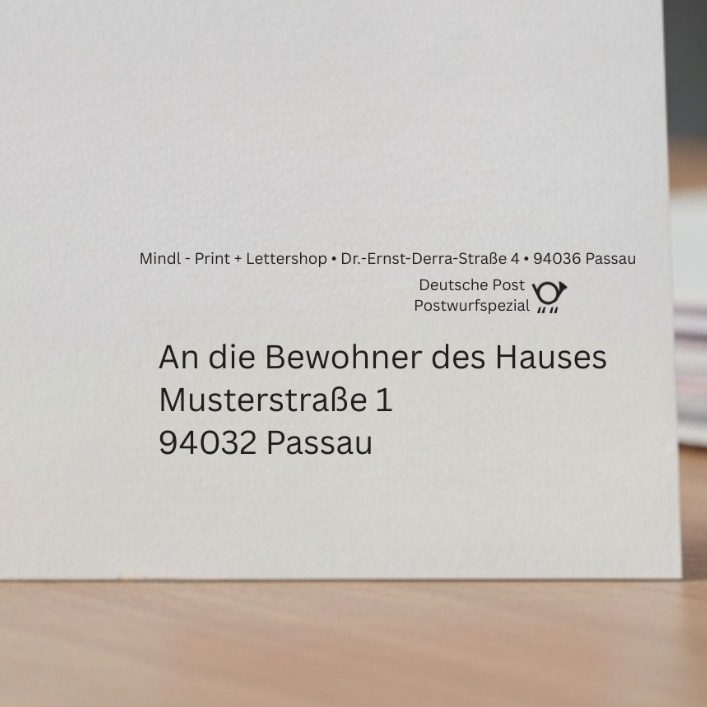 Mindl - Print + Lettershop • Dr.-Ernst-Derra-Straße 4 • 94036 Passau
Deutsche Post
Postwurfspezial
An die Bewohner des Hauses
Musterstraße 1
94032 Passau